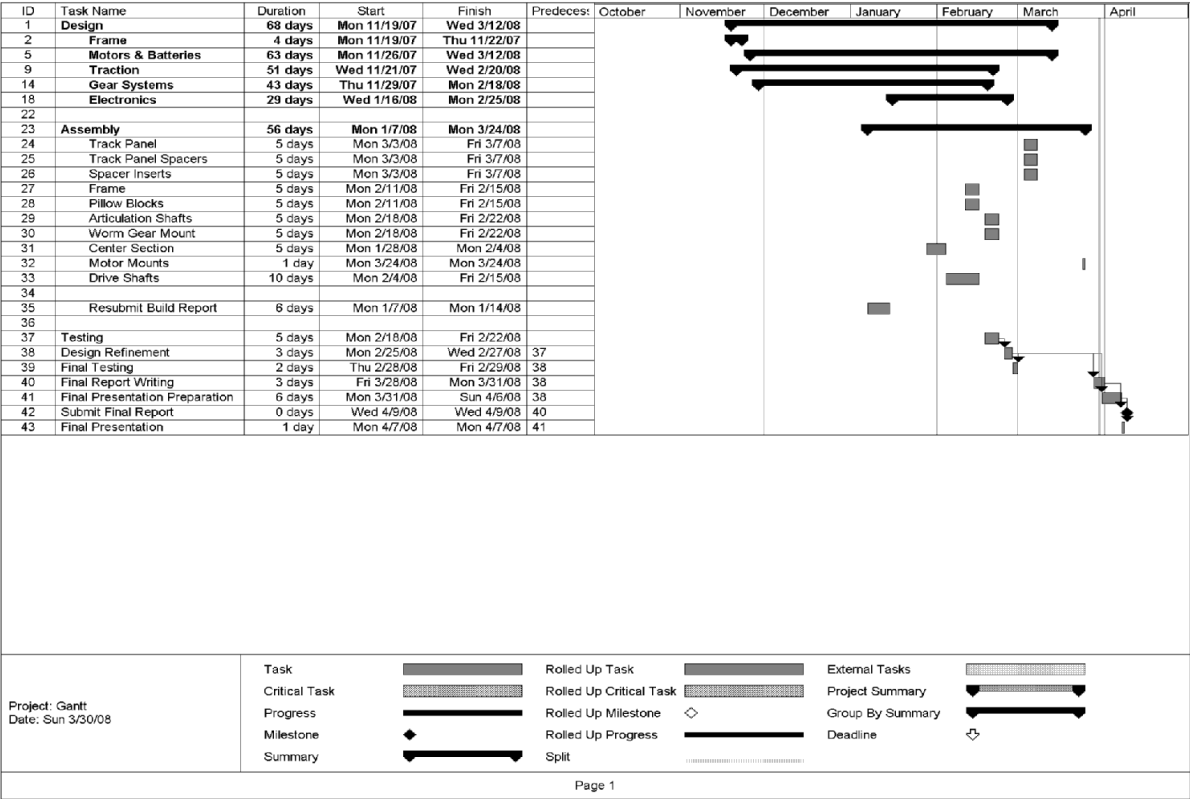 ID Task Name Duration Start Finish Predeces October November December January February March April
1 Design 68 days Mon 11/19/07 Wed 3/12/08
2 Frame 4 days Mon 11/19/07 Thu 11/22/07
5 Motors & Batteries 63 days Mon 11/26/07 Wed 3/12/08
9 Traction 51 days Wed 11/21/07 Wed 2/20/08
14 Gear Systems 43 days Thu 11/29/07 Mon 2/18/08
18 Electronics 29 days Wed 1/16/08 Mon 2/25/08
22
23 Assembly 56 days Mon 1/7/08 Mon 3/24/08
24 Track Panel 5 days Mon 3/3/08 Fri 3/7/08
25 Track Panel Spacers 5 days Mon 3/3/08 Fri 3/7/08
26 Spacer Inserts 5 days Mon 3/3/08 Fri 3/7/08
27 Frame 5 days Mon 2/11/08 Fri 2/15/08
28 Pillow Blocks 5 days Mon 2/11/08 Fri 2/15/08
29 Articulation Shafts 5 days Mon 2/18/08 Fri 2/22/08
30 Worm Gear Mount 5 days Mon 2/18/08 Fri 2/22/08
31 Center Section 5 days Mon 1/28/08 Mon 2/4/08
32 Motor Mounts 1 day Mon 3/24/08 Mon 3/24/08
33 Drive Shafts 10 days Mon 2/4/08 Fri 2/15/08
34
35 Resubmit Build Report 6 days Mon 1/7/08 Mon 1/14/08
36
37 Testing 5 days Mon 2/18/08 Fri 2/22/08
38 Design Refinement 3 days Mon 2/25/08 Wed 2/27/08 37
39 Final Testing 2 days Thu 2/28/08 Fri 2/29/08 38
40 Final Report Writing 3 days Fri 3/28/08 Mon 3/31/08 38
41 Final Presentation Preparation 6 days Mon 3/31/08 Sun 4/6/08 38
42 Submit Final Report 0 days Wed 4/9/08 Wed 4/9/08 40
43 Final Presentation 1 day Mon 4/7/08 Mon 4/7/08 41
Project: Gantt
Date: Sun 3/30/08
Task Rolled Up Task External Tasks
Critical Task Rolled Up Critical Task Project Summary
Progress Rolled Up Milestone Group By Summary
Milestone Rolled Up Progress Deadline
Summary Split
Page 1